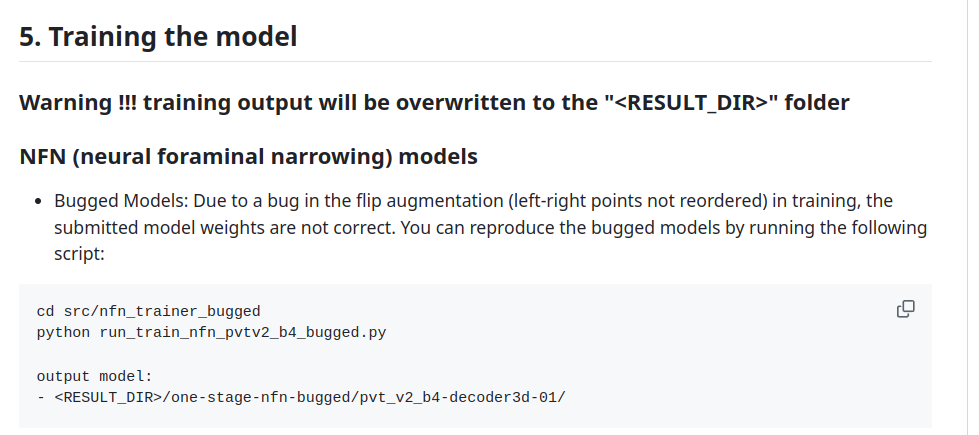 5. Training the model
Warning !!! training output will be overwritten to the "<RESULT_DIR>" folder
NFN (neural foraminal narrowing) models
• Bugged Models: Due to a bug in the flip augmentation (left-right points not reordered) in training, the
submitted model weights are not correct. You can reproduce the bugged models by running the following
script:
cd src/nfn_trainer_bugged
python run_train_nfn_pvtv2_b4_bugged.py
output model:
- <RESULT_DIR>/one-stage-nfn-bugged/pvt_v2_b4-decoder3d-01/